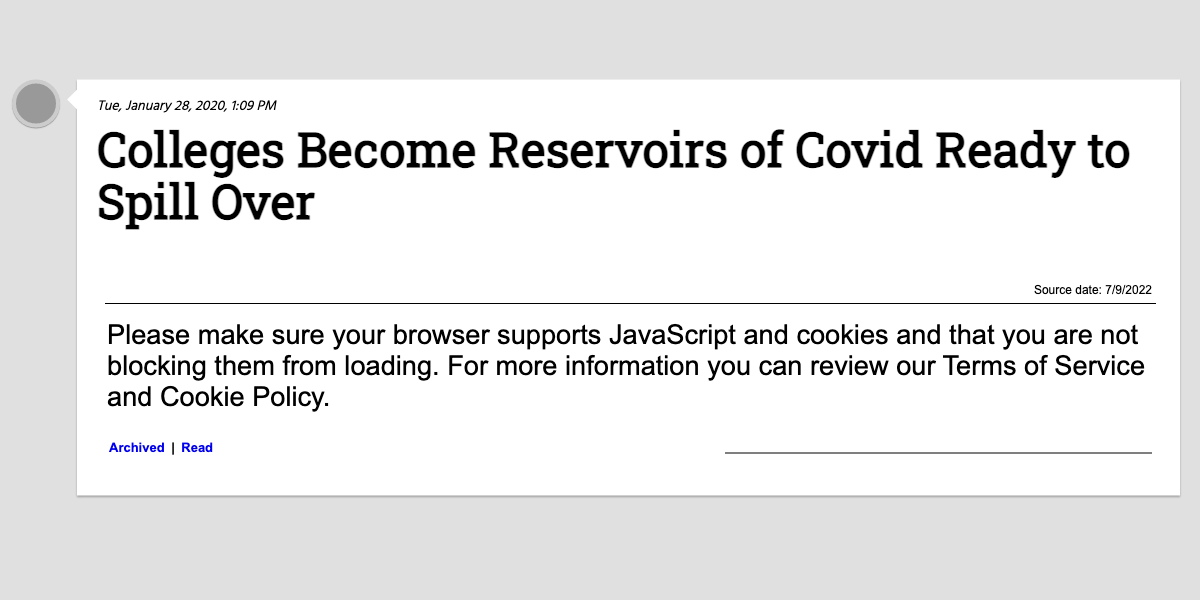 Tue, January 28, 2020, 1:09 PM
Colleges Become Reservoirs of Covid Ready to
Spill Over
Source date: 7/9/2022
Please make sure your browser supports JavaScript and cookies and that you are not
blocking them from loading. For more information you can review our Terms of Service
and Cookie Policy.
Archived | Read